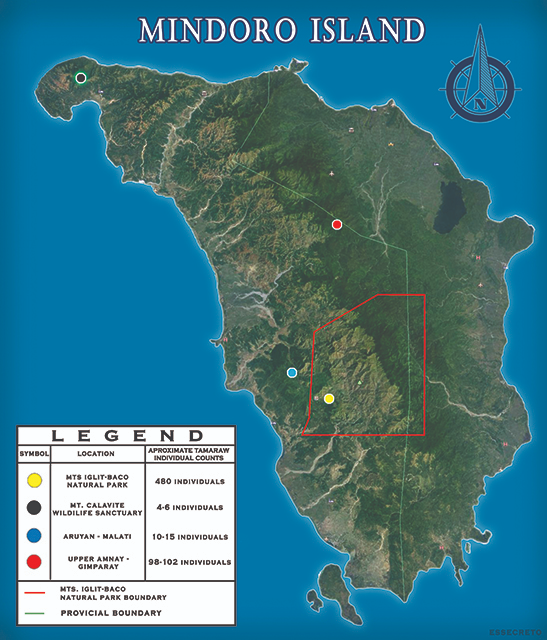 MINDORO ISLAND
N
LEGEND
SYMBOL LOCATION APROXIMATE TAMARAW
INDIVIDUAL COUNTS
MTS IGLIT-BACO
NATURAL PARK
480 INDIVIDUALS
MT. CALAVITE
WILDILIFE SANCTUARY
4-6 INDIVIDUALS
ARUYAN - MALATI 10-15 INDIVIDUALS
UPPER AMNAY -
GIMPARAY
98-102 INDIVIDUALS
MTS. IGLIT-BACO
NATURAL PARK BOUNDARY
PROVICIAL BOUNDARY